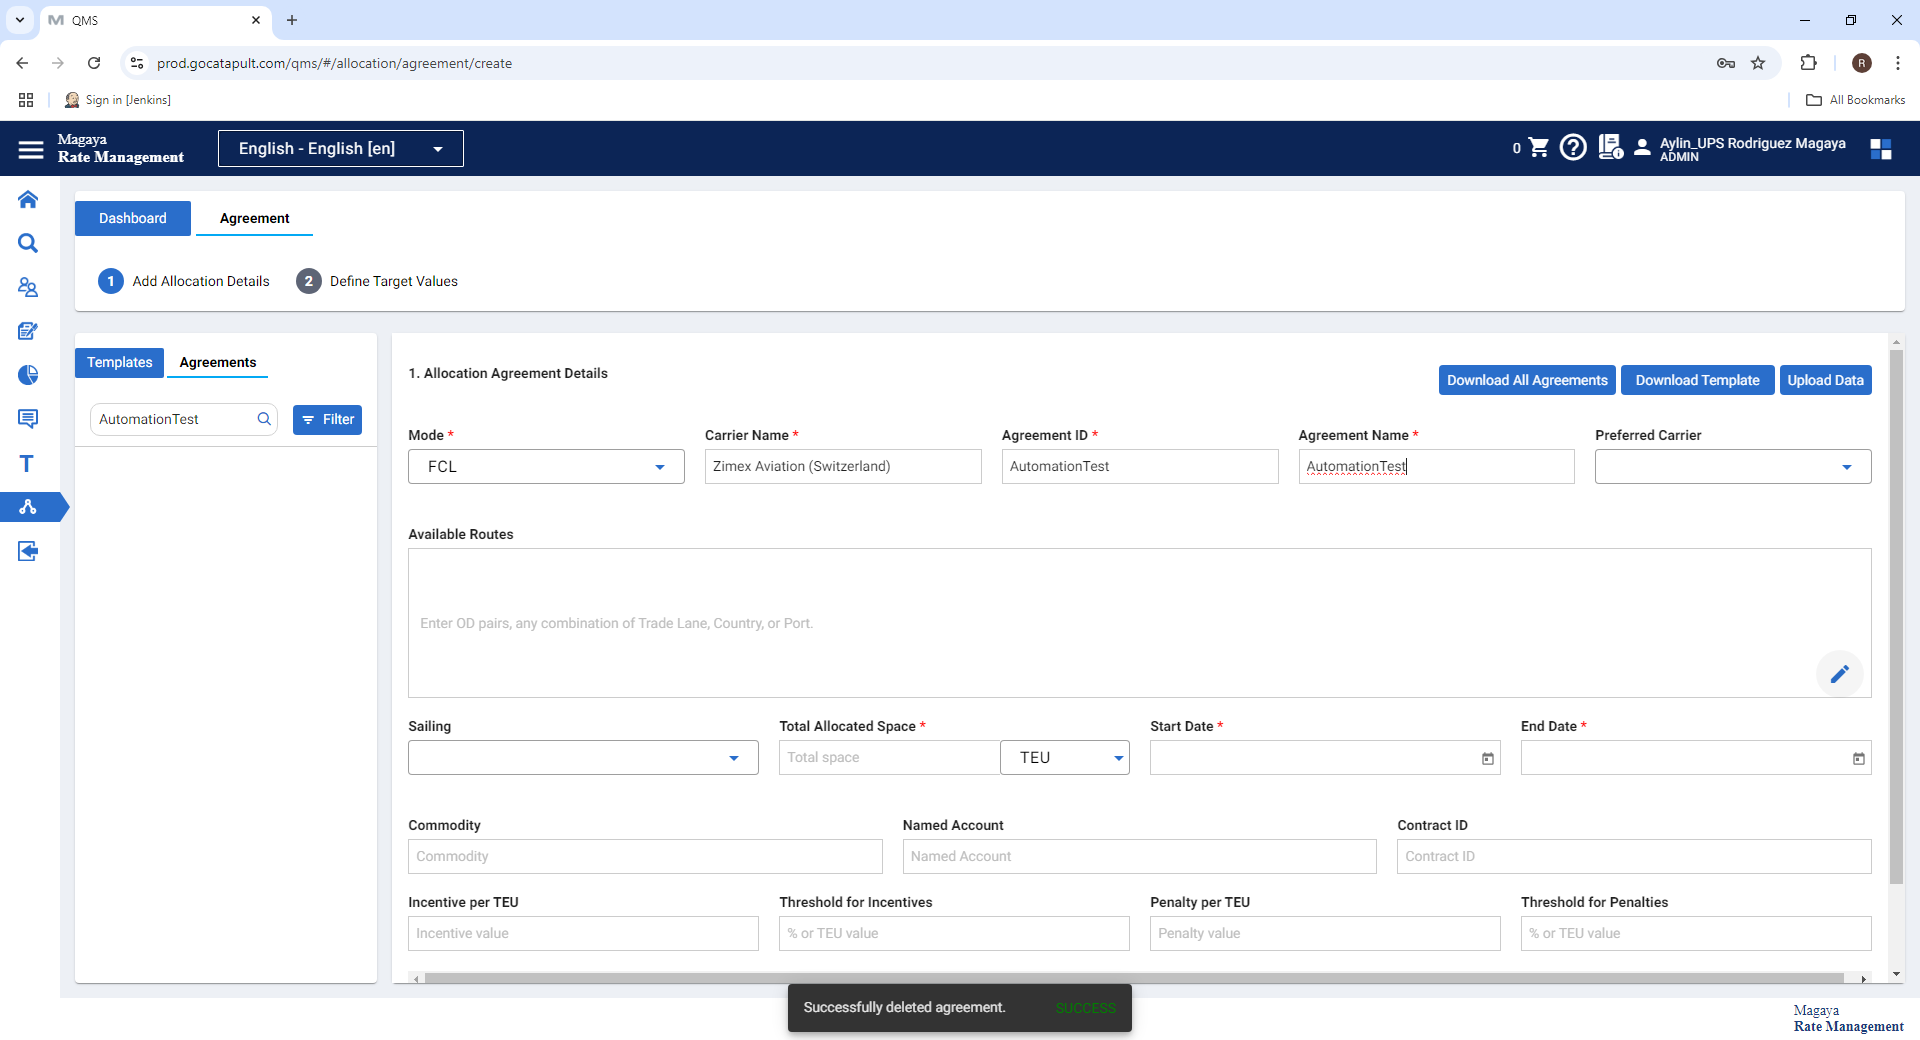 QMS
prod.gocatapult.com/qms/#/allocation/agreement/create
R
Sign in [Jenkins]
All Bookmarks
Magaya
Rate Management
English - English [en]
0
Aylin_UPS Rodriguez Magaya
ADMIN
Dashboard
Agreement
1 Add Allocation Details
2 Define Target Values
Templates
Agreements
AutomationTest
Filter
1. Allocation Agreement Details
Download All Agreements
Download Template
Upload Data
Mode *
Carrier Name *
Agreement ID *
Agreement Name *
Preferred Carrier
FCL
Zimex Aviation (Switzerland)
AutomationTest
AutomationTest
Available Routes
Enter OD pairs, any combination of Trade Lane, Country, or Port.
Sailing
Total Allocated Space *
Start Date *
End Date *
Total space
TEU
Commodity
Named Account
Contract ID
Commodity
Named Account
Contract ID
Incentive per TEU
Threshold for Incentives
Penalty per TEU
Threshold for Penalties
Incentive value
% or TEU value
Penalty value
% or TEU value
Successfully deleted agreement.
SUCCESS
Magaya
Rate Management